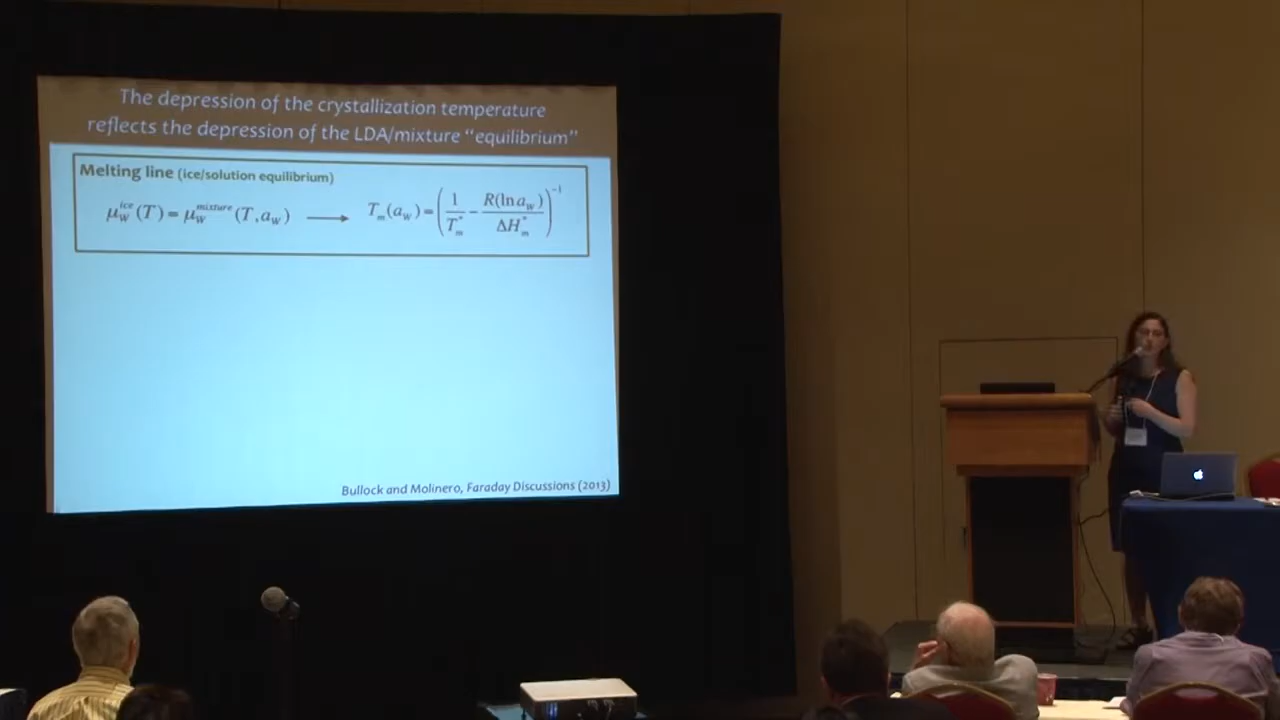 The depression of the crystallization temperature
reflects the depression of the LDA/mixture “equilibrium”
Melting line (ice/solution equilibrium)
μ_W^ice (T) = μ_W^mixture (T, a_W) → T_m(a_W) = (1/T_m^* − R(ln a_W)/ΔH_m^*)^−1
Bullock and Molinero, Faraday Discussions (2013)